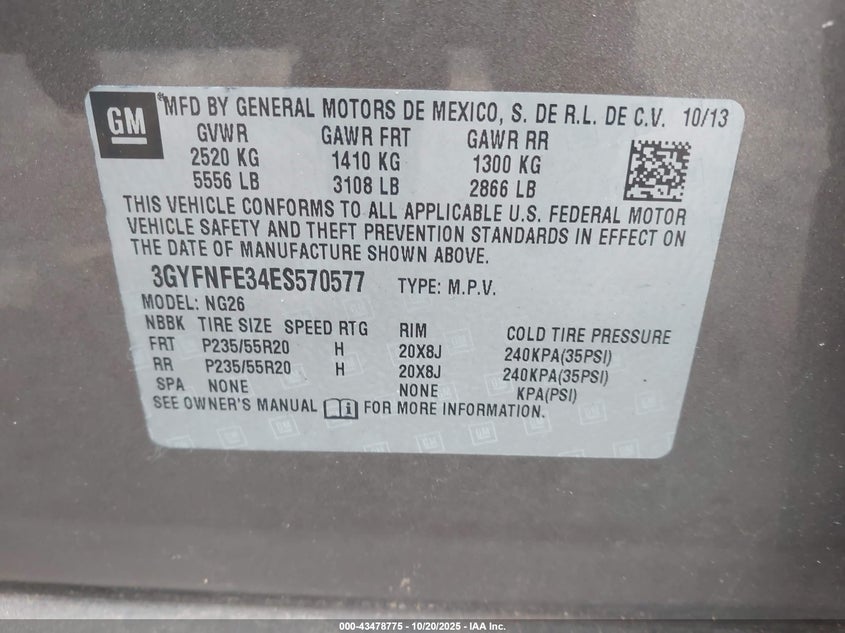 GM
*MFD BY GENERAL MOTORS DE MEXICO, S. DE R.L. DE C.V. 10/13
GVWR GAWR FRT GAWR RR
2520 KG 1410 KG 1300 KG
5556 LB 3108 LB 2866 LB
THIS VEHICLE CONFORMS TO ALL APPLICABLE U.S. FEDERAL MOTOR
VEHICLE SAFETY AND THEFT PREVENTION STANDARDS IN EFFECT ON
THE DATE OF MANUFACTURE SHOWN ABOVE.
3GYFNFE34ES570577 TYPE: M.P.V.
MODEL: NG26
NBBK TIRE SIZE SPEED RTG RIM COLD TIRE PRESSURE
FRT P235/55R20 H 20X8J 240KPA(35PSI)
RR P235/55R20 H 20X8J 240KPA(35PSI)
SPA NONE NONE KPA(PSI)
SEE OWNER'S MANUAL FOR MORE INFORMATION.
000-43478775 - 10/20/2025 - IAA Inc.